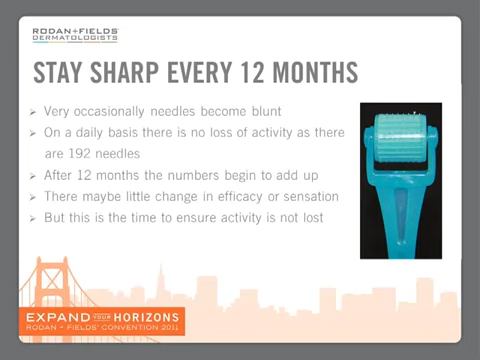 RODAN+FIELDS
DERMATOLOGISTS
STAY SHARP EVERY 12 MONTHS
Very occasionally needles become blunt
On a daily basis there is no loss of activity as there
are 192 needles
After 12 months the numbers begin to add up
There maybe little change in efficacy or sensation
But this is the time to ensure activity is not lost
EXPAND YOUR HORIZONS
RODAN + FIELDS' CONVENTION 2011